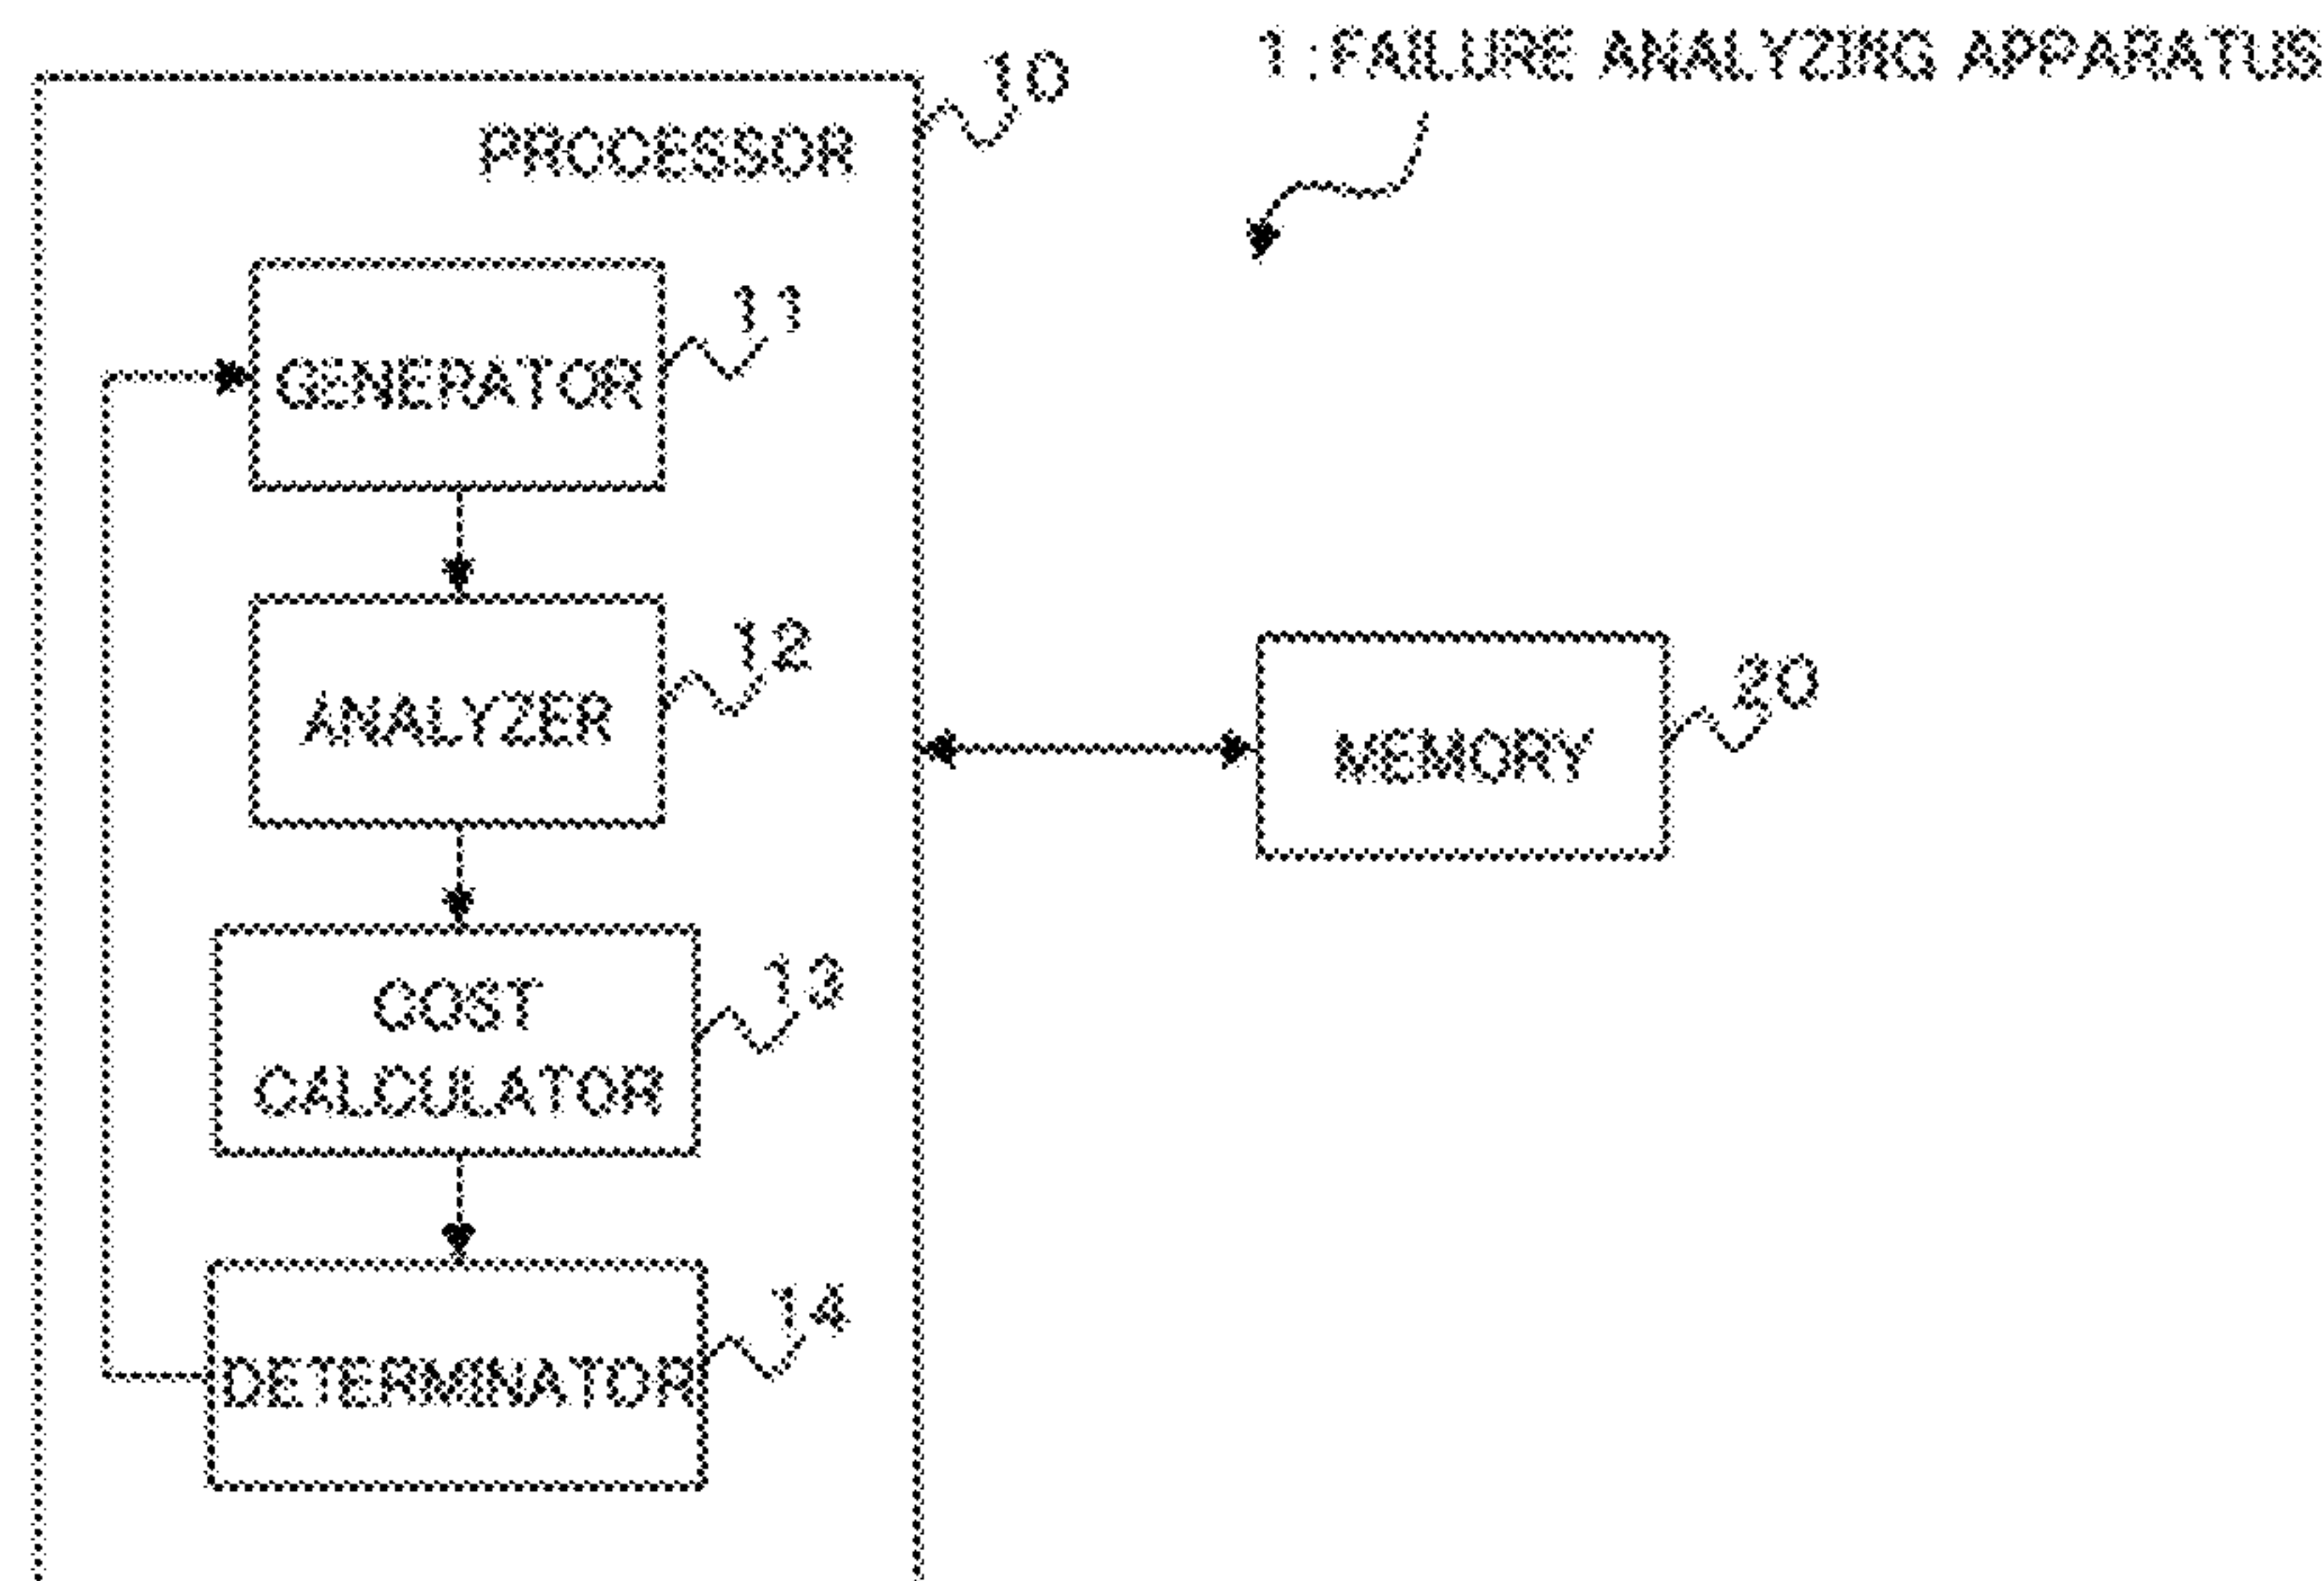 1:FAILURE ANALYZING APPARATUS
10
PROCESSOR
11
GENERATOR
12
ANALYZER
20
MEMORY
13
COST
CALCULATOR
14
DETERMINATOR